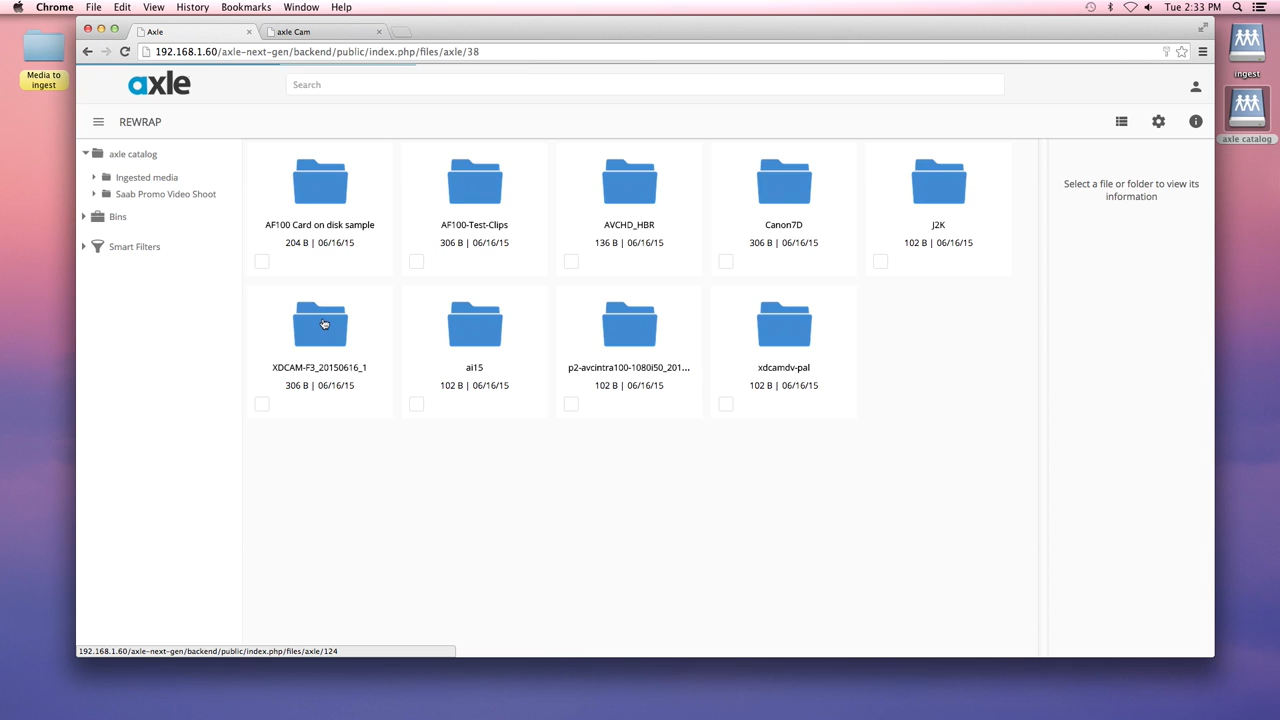 Chrome File Edit View History Bookmarks Window Help
Tue 2:33 PM
Media to
ingest
Axle
axle Cam
192.168.1.60/axle-next-gen/backend/public/index.php/files/axle/38
axle
Search
REWRAP
axle catalog
Ingested media
Saab Promo Video Shoot
Bins
Smart Filters
AF100 Card on disk sample
204 B | 06/16/15
AF100-Test-Clips
306 B | 06/16/15
AVCHD_HBR
136 B | 06/16/15
Canon7D
306 B | 06/16/15
J2K
102 B | 06/16/15
XDCAM-F3_20150616_1
306 B | 06/16/15
ai15
102 B | 06/16/15
p2-avcintra100-1080i50_201...
102 B | 06/16/15
xdcamdv-pal
102 B | 06/16/15
Select a file or folder to view its
information
ingest
axle catalog
192.168.1.60/axle-next-gen/backend/public/index.php/files/axle/124